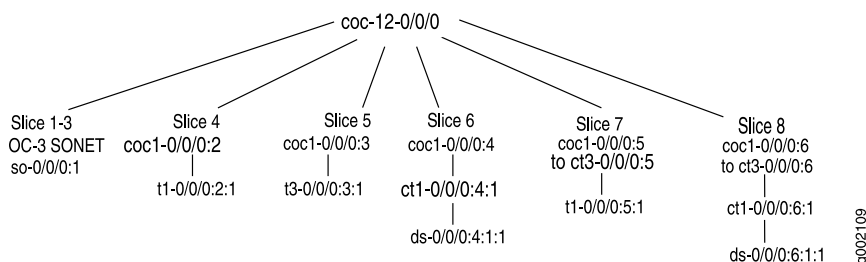 coc-12-0/0/0
Slice 1-3
OC-3 SONET
so-0/0/0:1
Slice 4
coc1-0/0/0:2
t1-0/0/0:2:1
Slice 5
coc1-0/0/0:3
t3-0/0/0:3:1
Slice 6
coc1-0/0/0:4
ct1-0/0/0:4:1
ds-0/0/0:4:1:1
Slice 7
coc1-0/0/0:5
to ct3-0/0/0:5
t1-0/0/0:5:1
Slice 8
coc1-0/0/0:6
to ct3-0/0/0:6
ct1-0/0/0:6:1
ds-0/0/0:6:1:1
g002109